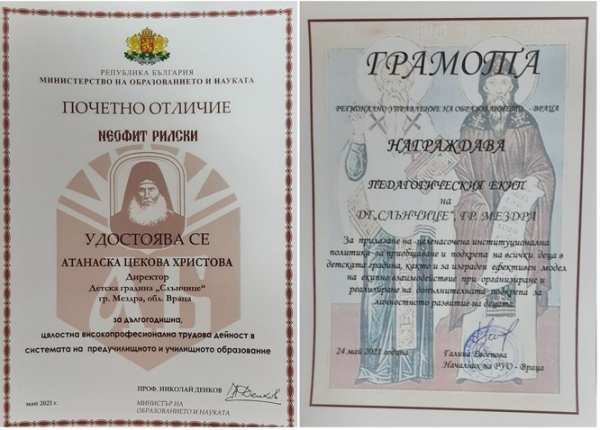 РЕПУБЛИКА БЪЛГАРИЯ
МИНИСТЕРСТВО НА ОБРАЗОВАНИЕТО И НАУКАТА
ПОЧЕТНО ОТЛИЧИЕ
НЕОФИТ РИЛСКИ
УДОСТОЯВА СЕ
АТАНАСКА ЦЕКОВА ХРИСТОВА
Директор
Детска градина „Слънчице“
гр. Мездра, обл. Враца
за дългогодишна,
цялостна високопрофесионална трудова дейност в
системата на предучилищното и училищното образование
ПРОФ. НИКОЛАЙ ДЕНКОВ
май 2021 г.
МИНИСТЪР НА
ОБРАЗОВАНИЕТО И НАУКАТА
ГРАМОТА
РЕГИОНАЛНО УПРАВЛЕНИЕ НА ОБРАЗОВАНИЕТО - ВРАЦА
НАГРАЖДАВА
ПЕДАГОГИЧЕСКИЯ ЕКИП
на
ДГ „СЛЪНЧИЦЕ“, ГР. МЕЗДРА
За прилагане на целенасочена институционална
политика за приобщаване и подкрепа на всички деца в
детската градина, както и за изграден ефективен модел
на екипно взаимодействие при организиране и
реализиране на допълнителната подкрепа за
личностното развитие на децата.
24 май 2021 година
Галина Евденова
Началник на РУО - Враца